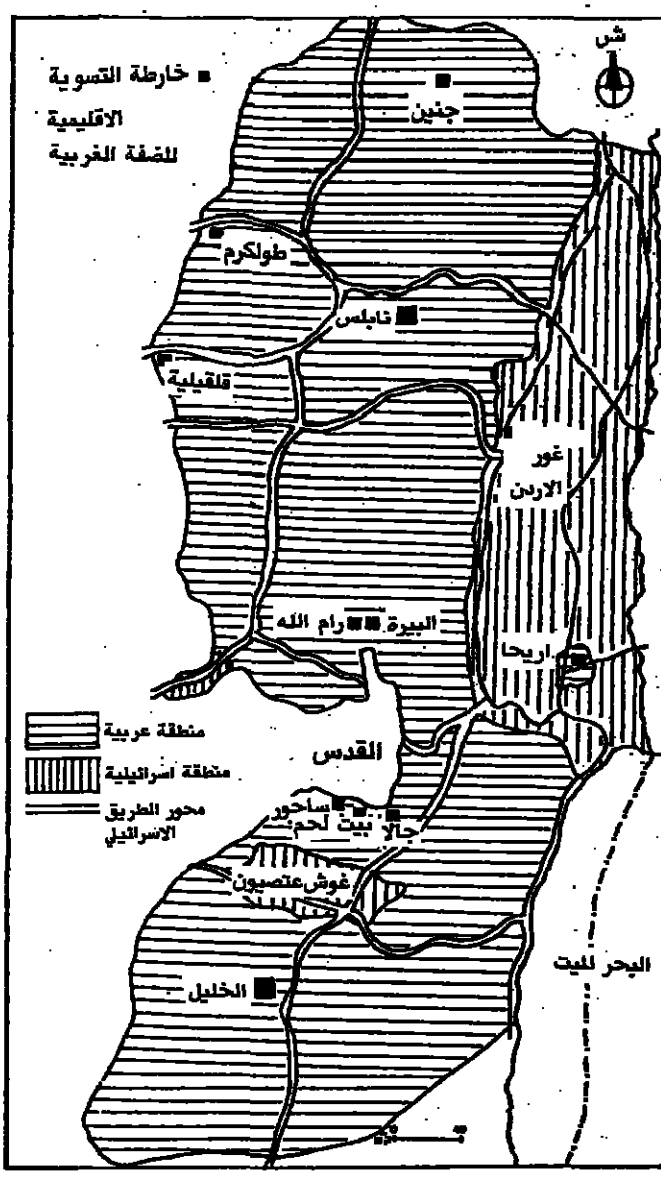 خارطة التسوية
الاقليمية
للضفة الغربية
ش
جنين
طولكرم
نابلس
قلقيلية
غور
الاردن
البيرة رام الله
اريحا
القدس
منطقة عربية
منطقة اسرائيلية
محور الطريق
الاسرائيلي
ساحور
بيت لحم
جالا
غوش عتصيون
الخليل
البحر لميت